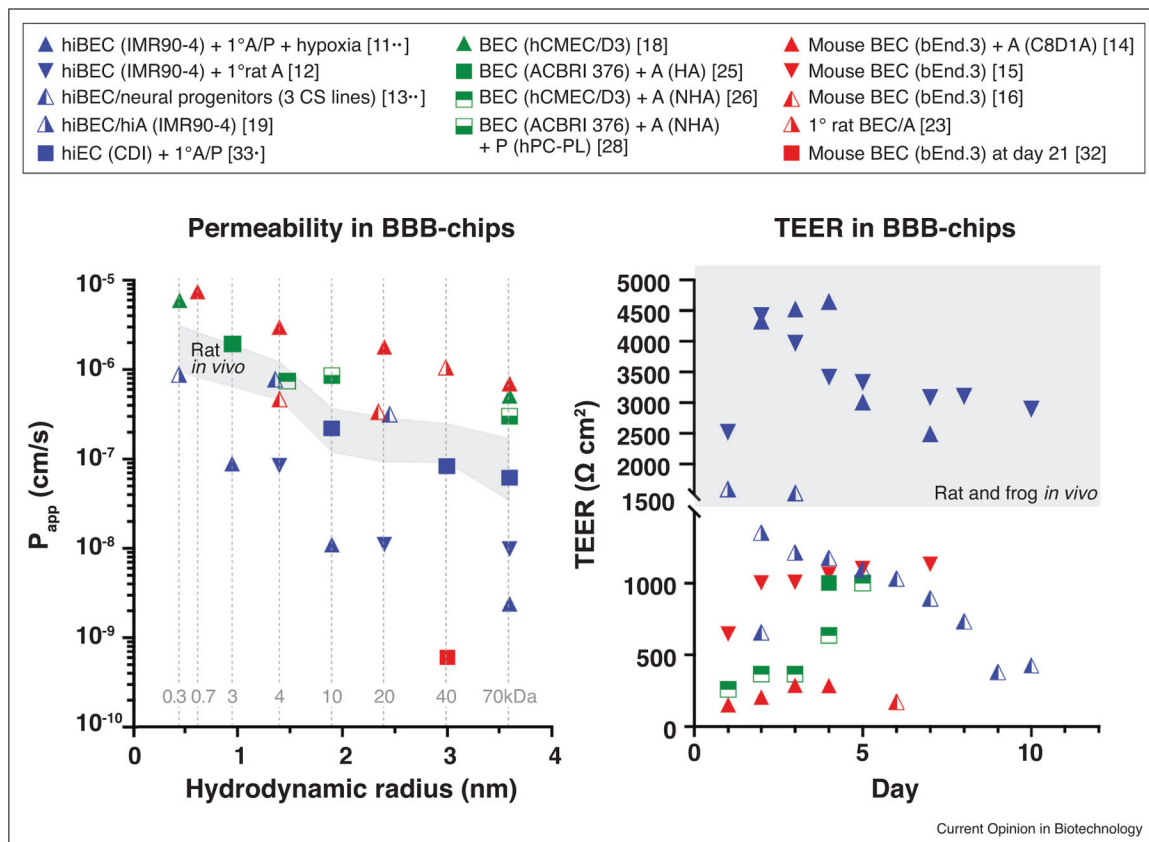 hiBEC (IMR90-4) + 1°A/P + hypoxia [11••]
hiBEC (IMR90-4) + 1°rat A [12]
hiBEC/neural progenitors (3 CS lines) [13••]
hiBEC/hiA (IMR90-4) [19]
hiEC (CDI) + 1°A/P [33•]
BEC (hCMEC/D3) [18]
BEC (ACBRI 376) + A (HA) [25]
BEC (hCMEC/D3) + A (NHA) [26]
BEC (ACBRI 376) + A (NHA)
+ P (hPC-PL) [28]
Mouse BEC (bEnd.3) + A (C8D1A) [14]
Mouse BEC (bEnd.3) [15]
Mouse BEC (bEnd.3) [16]
1° rat BEC/A [23]
Mouse BEC (bEnd.3) at day 21 [32]
Permeability in BBB-chips
10⁻⁵
10⁻⁶
10⁻⁷
10⁻⁸
10⁻⁹
10⁻¹⁰
P_app (cm/s)
Rat
in vivo
0.3 0.7 3 4 10 20 40 70kDa
0 1 2 3 4
Hydrodynamic radius (nm)
TEER in BBB-chips
5000
4500
4000
3500
3000
2500
2000
1500
1000
500
0
TEER (Ω cm²)
Rat and frog in vivo
0 5 10
Day
Current Opinion in Biotechnology